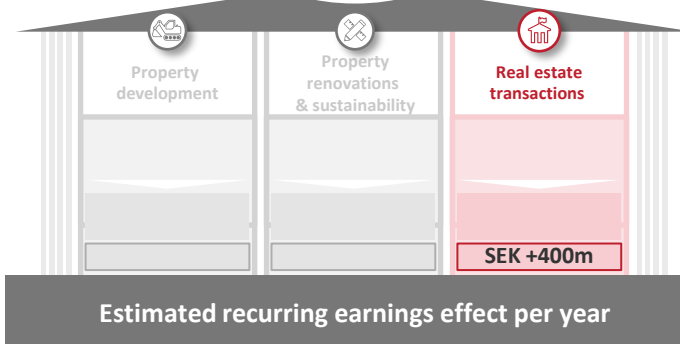 Property
development
Property
renovations
& sustainability
Real estate
transactions
SEK +400m
Estimated recurring earnings effect per year